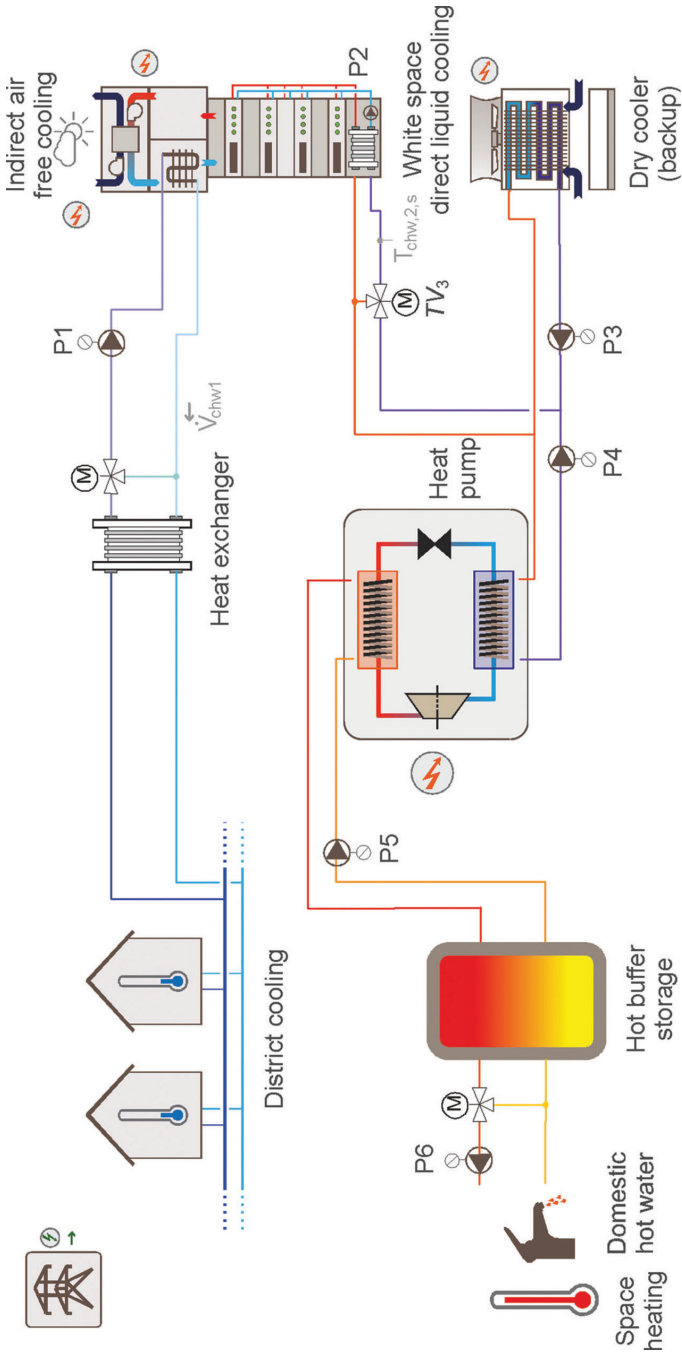 Indirect air
free cooling
P1
M
V̇chw1
Heat exchanger
District cooling
P2
White space
direct liquid cooling
Tchw,2,s
M
TV3
Dry cooler
(backup)
P3
P4
Heat
pump
P5
Hot buffer
storage
M
P6
Domestic
hot water
Space
heating